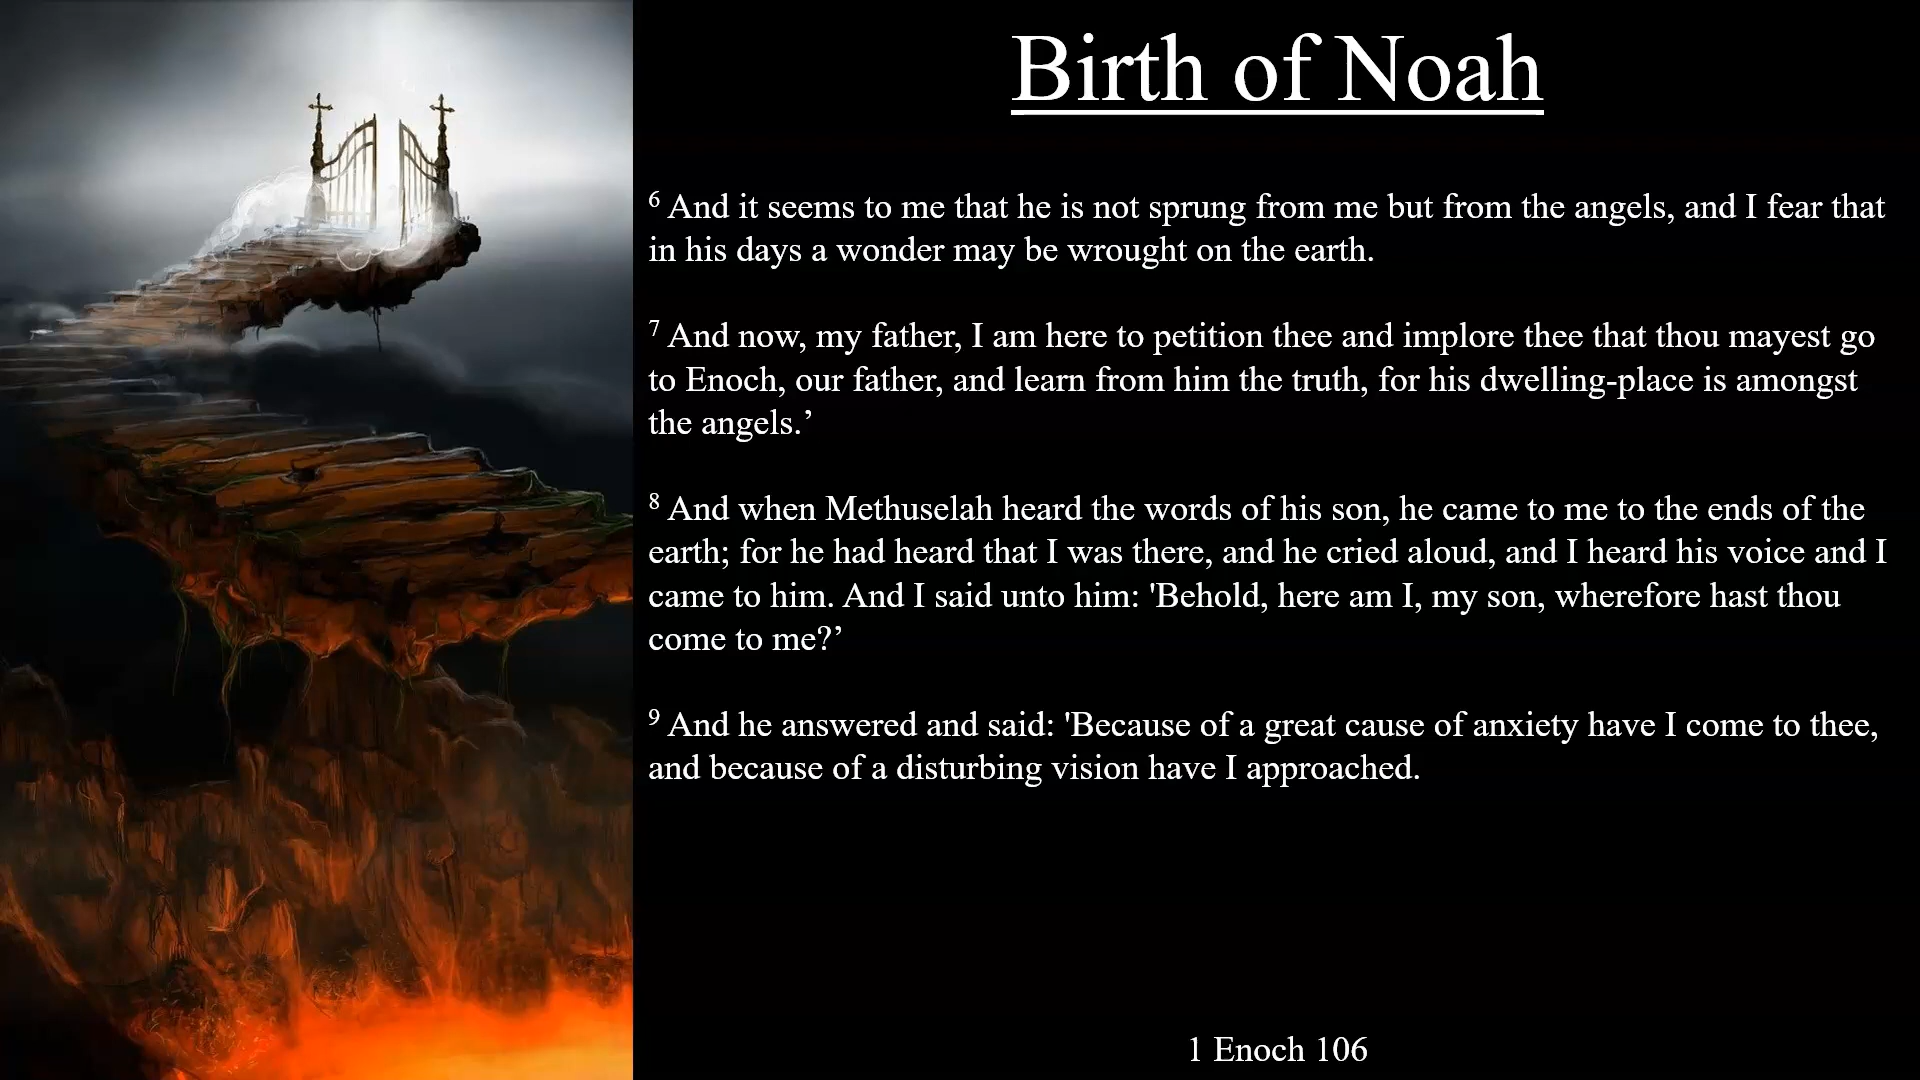 Birth of Noah
6 And it seems to me that he is not sprung from me but from the angels, and I fear that
in his days a wonder may be wrought on the earth.
7 And now, my father, I am here to petition thee and implore thee that thou mayest go
to Enoch, our father, and learn from him the truth, for his dwelling-place is amongst
the angels.’
8 And when Methuselah heard the words of his son, he came to me to the ends of the
earth; for he had heard that I was there, and he cried aloud, and I heard his voice and I
came to him. And I said unto him: 'Behold, here am I, my son, wherefore hast thou
come to me?’
9 And he answered and said: 'Because of a great cause of anxiety have I come to thee,
and because of a disturbing vision have I approached.
1 Enoch 106